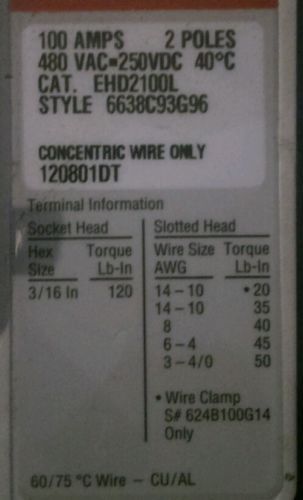 100 AMPS 2 POLES
480 VAC=250VDC 40°C
CAT. EHD2100L
STYLE 6638C93G96
CONCENTRIC WIRE ONLY
120801DT
Terminal Information
Socket Head
Hex Torque
Size Lb-In
3/16 In 120
Slotted Head
Wire Size Torque
AWG Lb-In
14-10 •20
14-10 35
8 40
6-4 45
3-4/0 50
• Wire Clamp
S# 624B100G14
Only
60/75 °C Wire - CU/AL